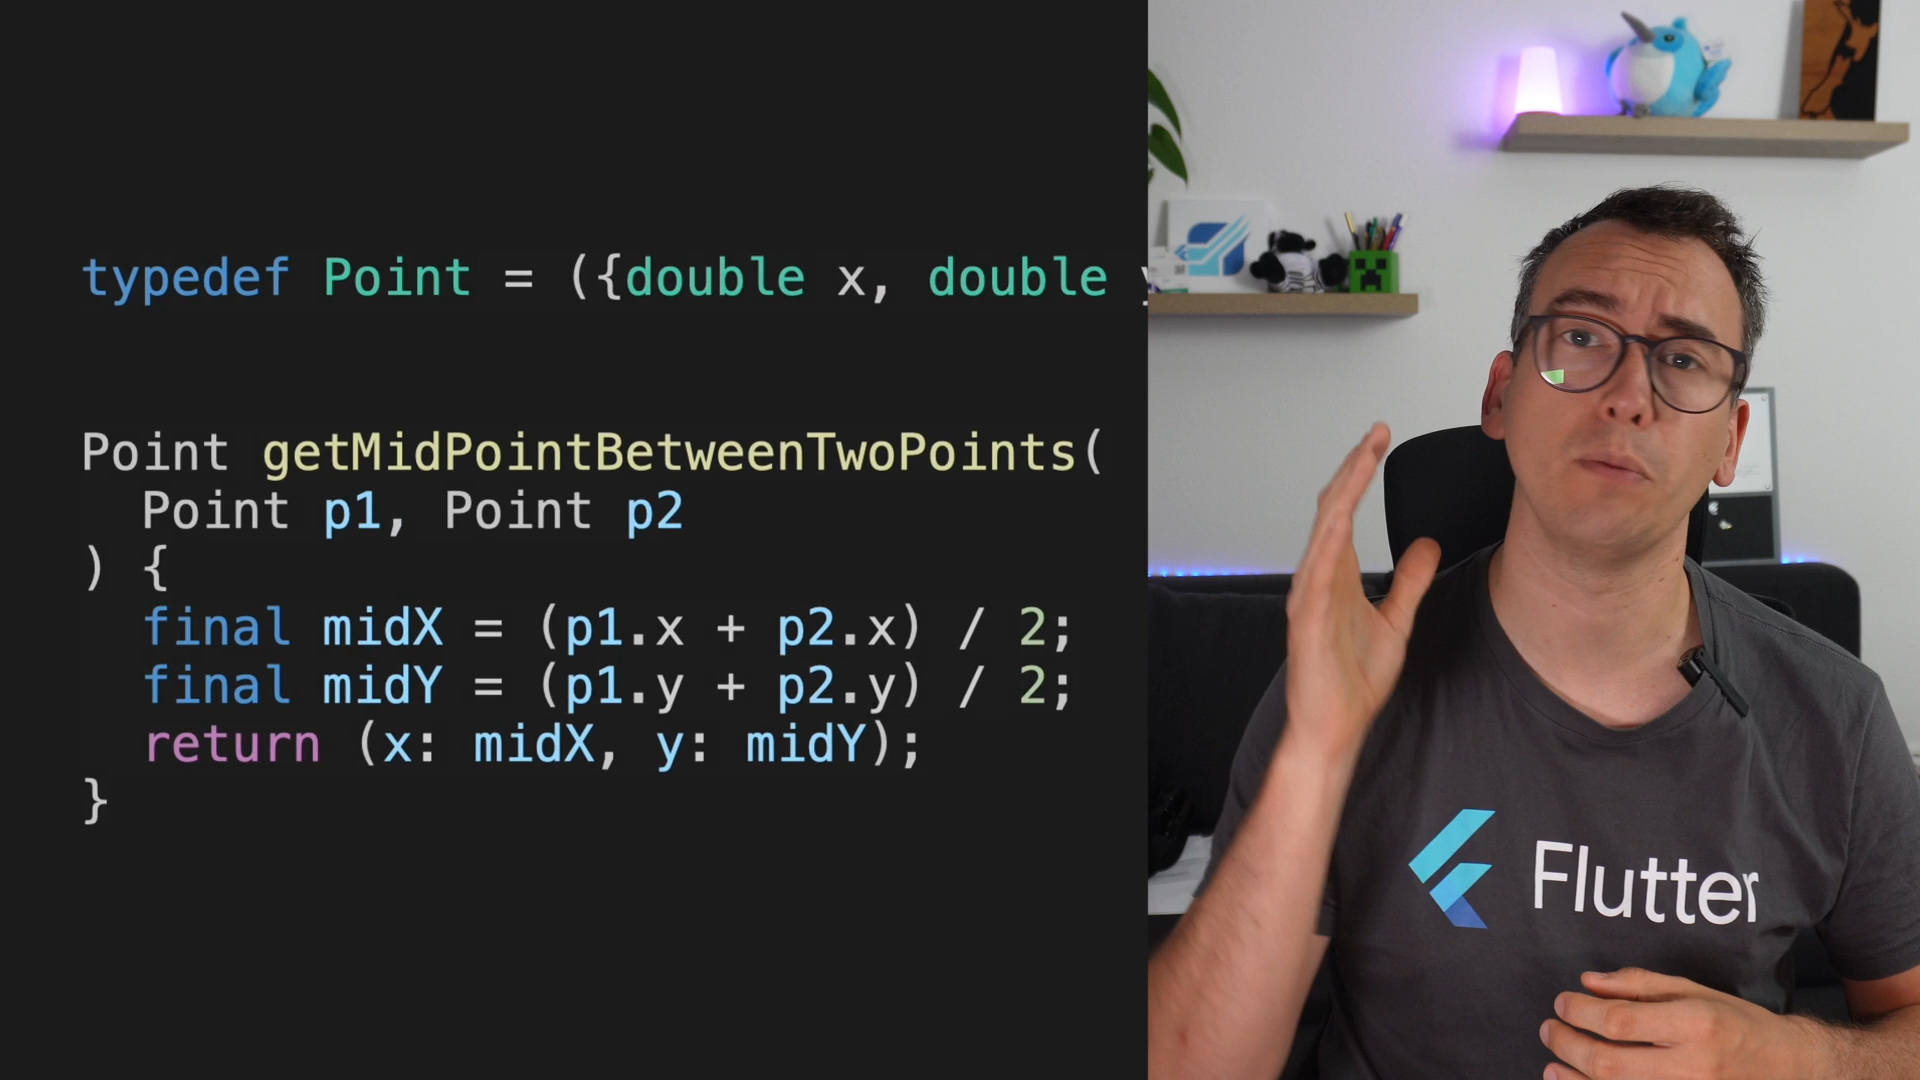 typedef Point = ({double x, double y
Point getMidPointBetweenTwoPoints(
  Point p1, Point p2
) {
  final midX = (p1.x + p2.x) / 2;
  final midY = (p1.y + p2.y) / 2;
  return (x: midX, y: midY);
}
Flutter